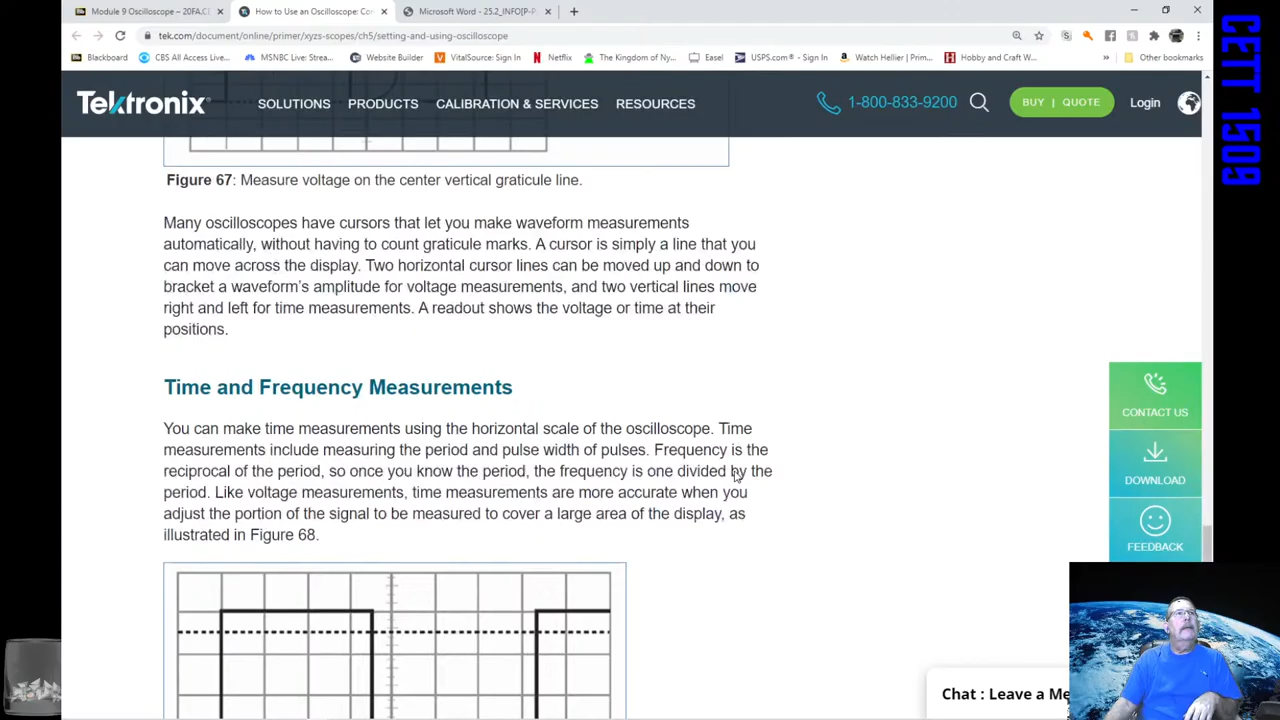 Module 9 Oscilloscope – 20FA.C
How to Use an Oscilloscope: Co
Microsoft Word - 25.2_INFO[P-P
tek.com/document/online/primer/xyzs-scopes/ch5/setting-and-using-oscilloscope
Blackboard
CBS All Access Live...
MSNBC Live: Strea...
Website Builder
VitalSource: Sign In
Netflix
The Kingdom of Ny...
Easel
USPS.com® - Sign In
Watch Hellier | Prim...
Hobby and Craft W...
Other bookmarks
CETT 1509
Tektronix
SOLUTIONS
PRODUCTS
CALIBRATION & SERVICES
RESOURCES
1-800-833-9200
BUY | QUOTE
Login
Figure 67: Measure voltage on the center vertical graticule line.
Many oscilloscopes have cursors that let you make waveform measurements
automatically, without having to count graticule marks. A cursor is simply a line that you
can move across the display. Two horizontal cursor lines can be moved up and down to
bracket a waveform's amplitude for voltage measurements, and two vertical lines move
right and left for time measurements. A readout shows the voltage or time at their
positions.
Time and Frequency Measurements
You can make time measurements using the horizontal scale of the oscilloscope. Time
measurements include measuring the period and pulse width of pulses. Frequency is the
reciprocal of the period, so once you know the period, the frequency is one divided by the
period. Like voltage measurements, time measurements are more accurate when you
adjust the portion of the signal to be measured to cover a large area of the display, as
illustrated in Figure 68.
CONTACT US
DOWNLOAD
FEEDBACK
Chat : Leave a Me